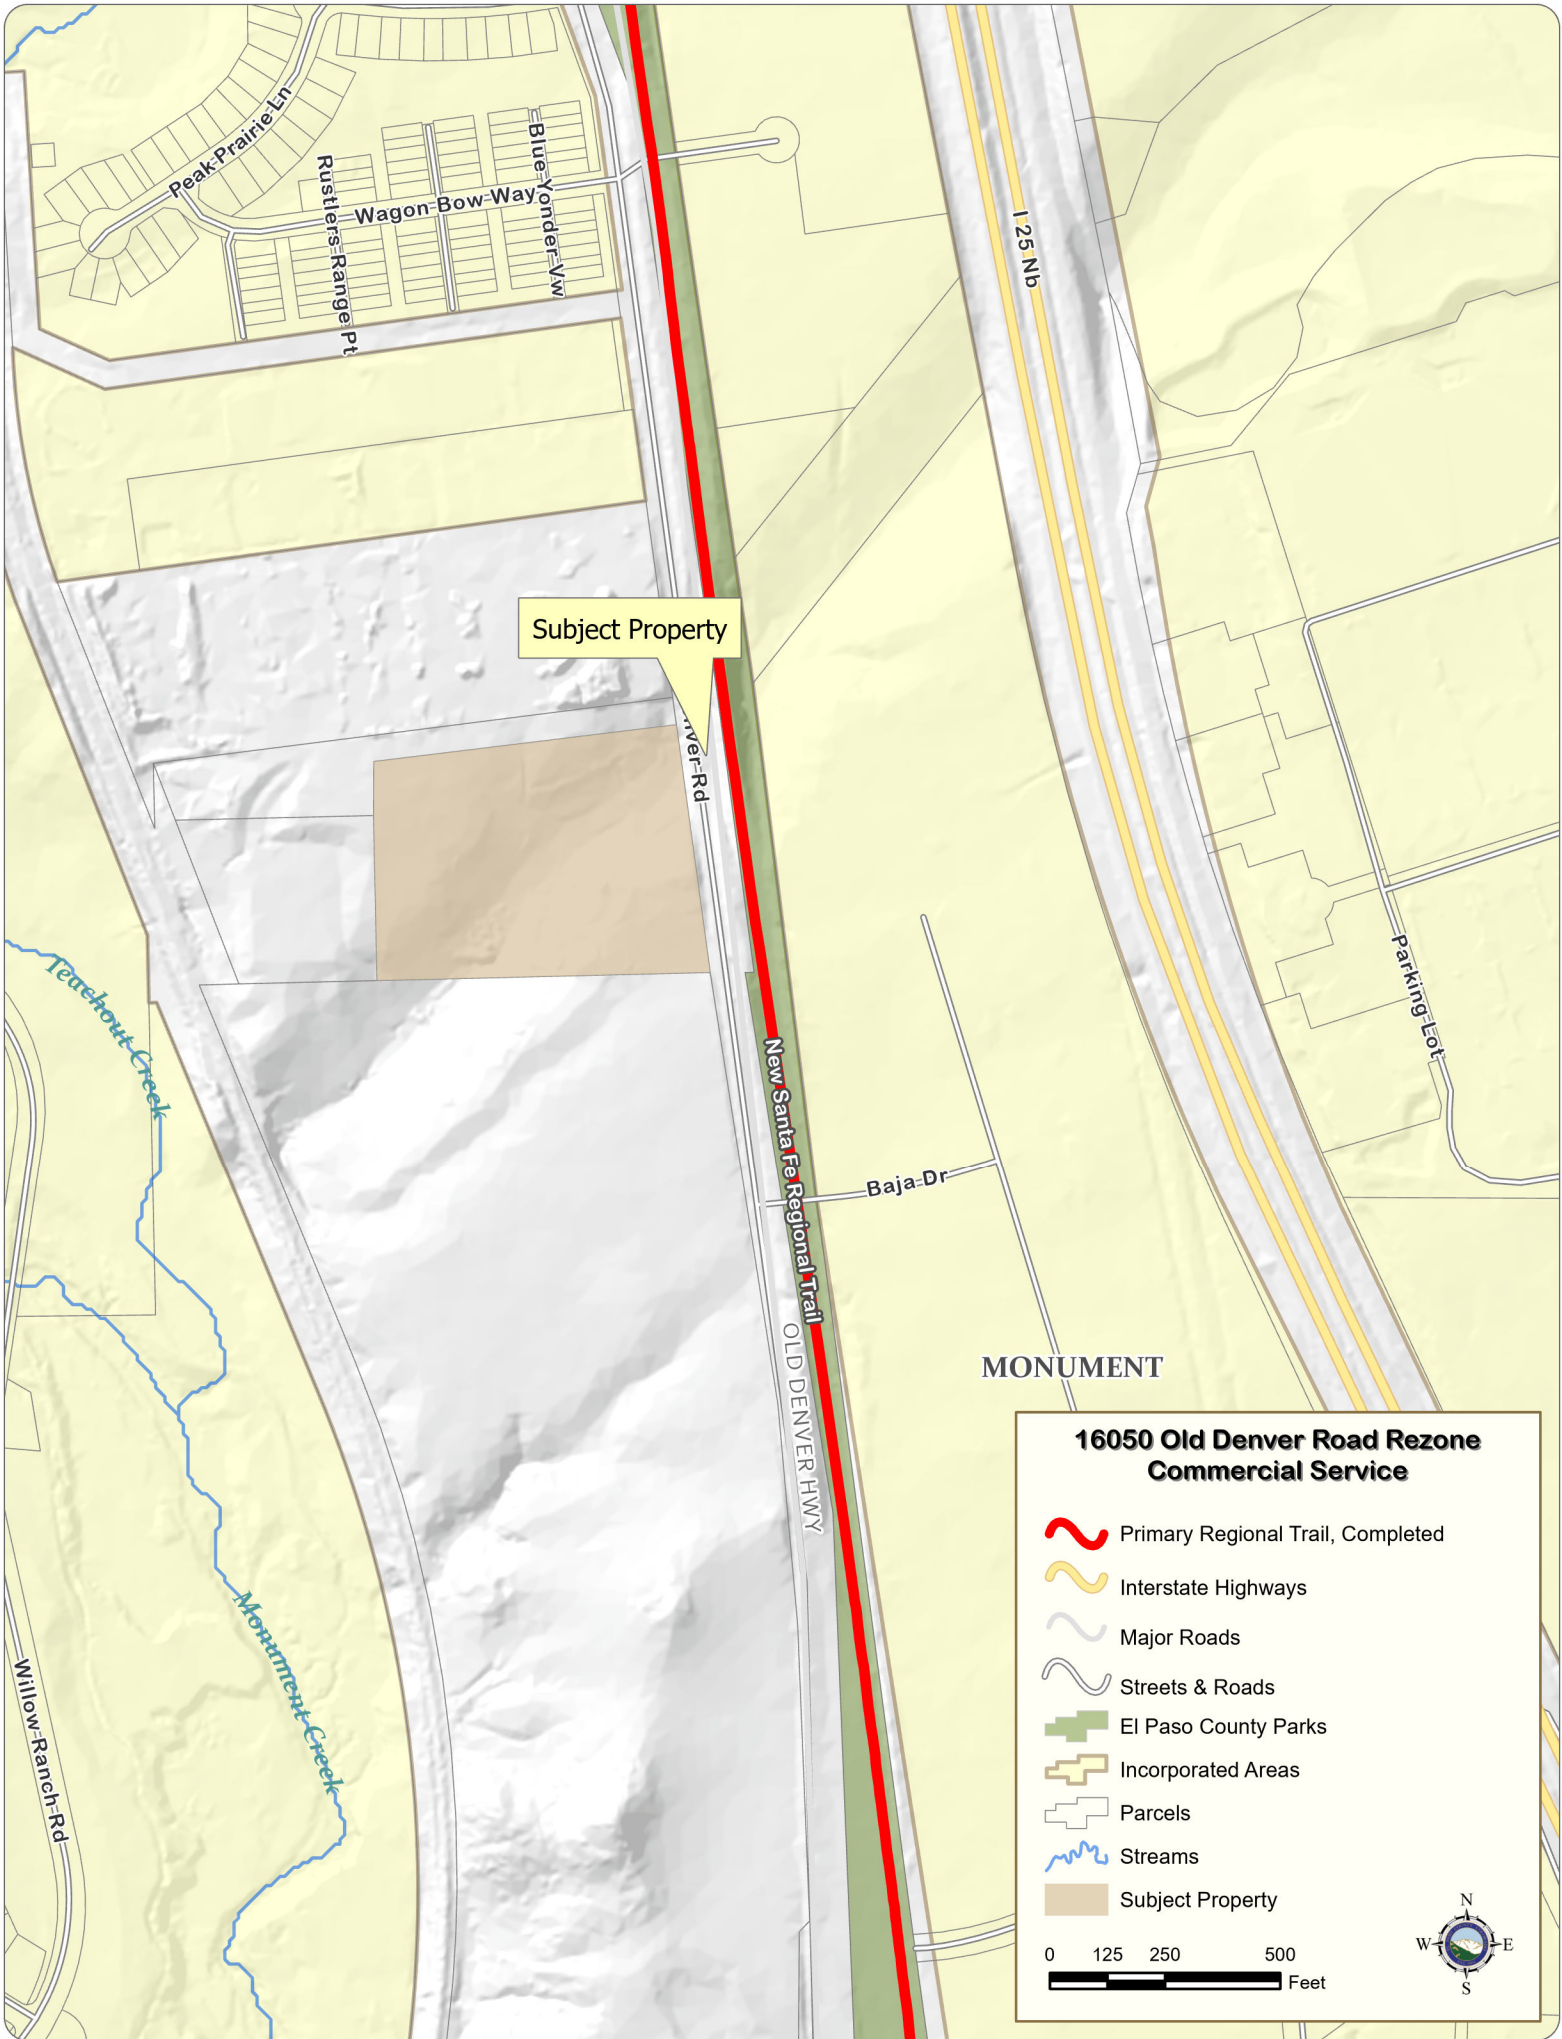 Peak-Prairie-Ln
Rustlers-Range-Pt
Wagon-Bow-Way
Blue-Yonder-Vw
I 25 Nb
Subject Property
ver-Rd
Teachout Creek
New Santa Fe Regional Trail
Parking-Lot
Baja-Dr
OLD DENVER HWY
MONUMENT
Monument Creek
Willow-Ranch-Rd
16050 Old Denver Road Rezone
Commercial Service
Primary Regional Trail, Completed
Interstate Highways
Major Roads
Streets & Roads
El Paso County Parks
Incorporated Areas
Parcels
Streams
Subject Property
N
W E
S
0 125 250 500
Feet